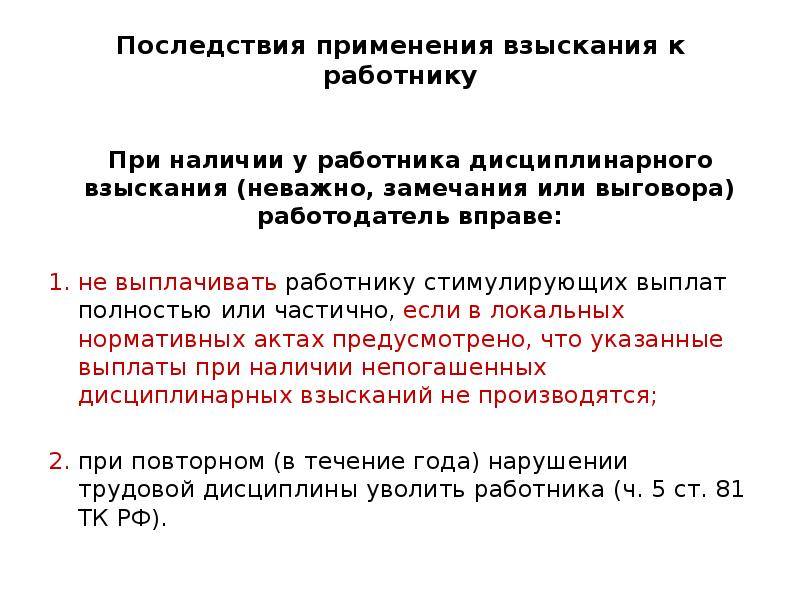 Последствия применения взыскания к
работнику
При наличии у работника дисциплинарного
взыскания (неважно, замечания или выговора)
работодатель вправе:
1. не выплачивать работнику стимулирующих выплат
полностью или частично, если в локальных
нормативных актах предусмотрено, что указанные
выплаты при наличии непогашенных
дисциплинарных взысканий не производятся;
2. при повторном (в течение года) нарушении
трудовой дисциплины уволить работника (ч. 5 ст. 81
ТК РФ).